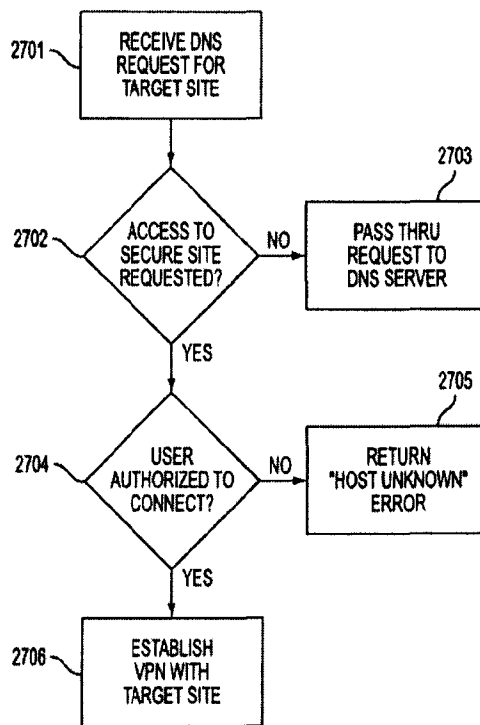 2701
RECEIVE DNS
REQUEST FOR
TARGET SITE
2702
ACCESS TO
SECURE SITE
REQUESTED?
NO
2703
PASS THRU
REQUEST TO
DNS SERVER
YES
2704
USER
AUTHORIZED TO
CONNECT?
NO
2705
RETURN
"HOST UNKNOWN"
ERROR
YES
2706
ESTABLISH
VPN WITH
TARGET SITE